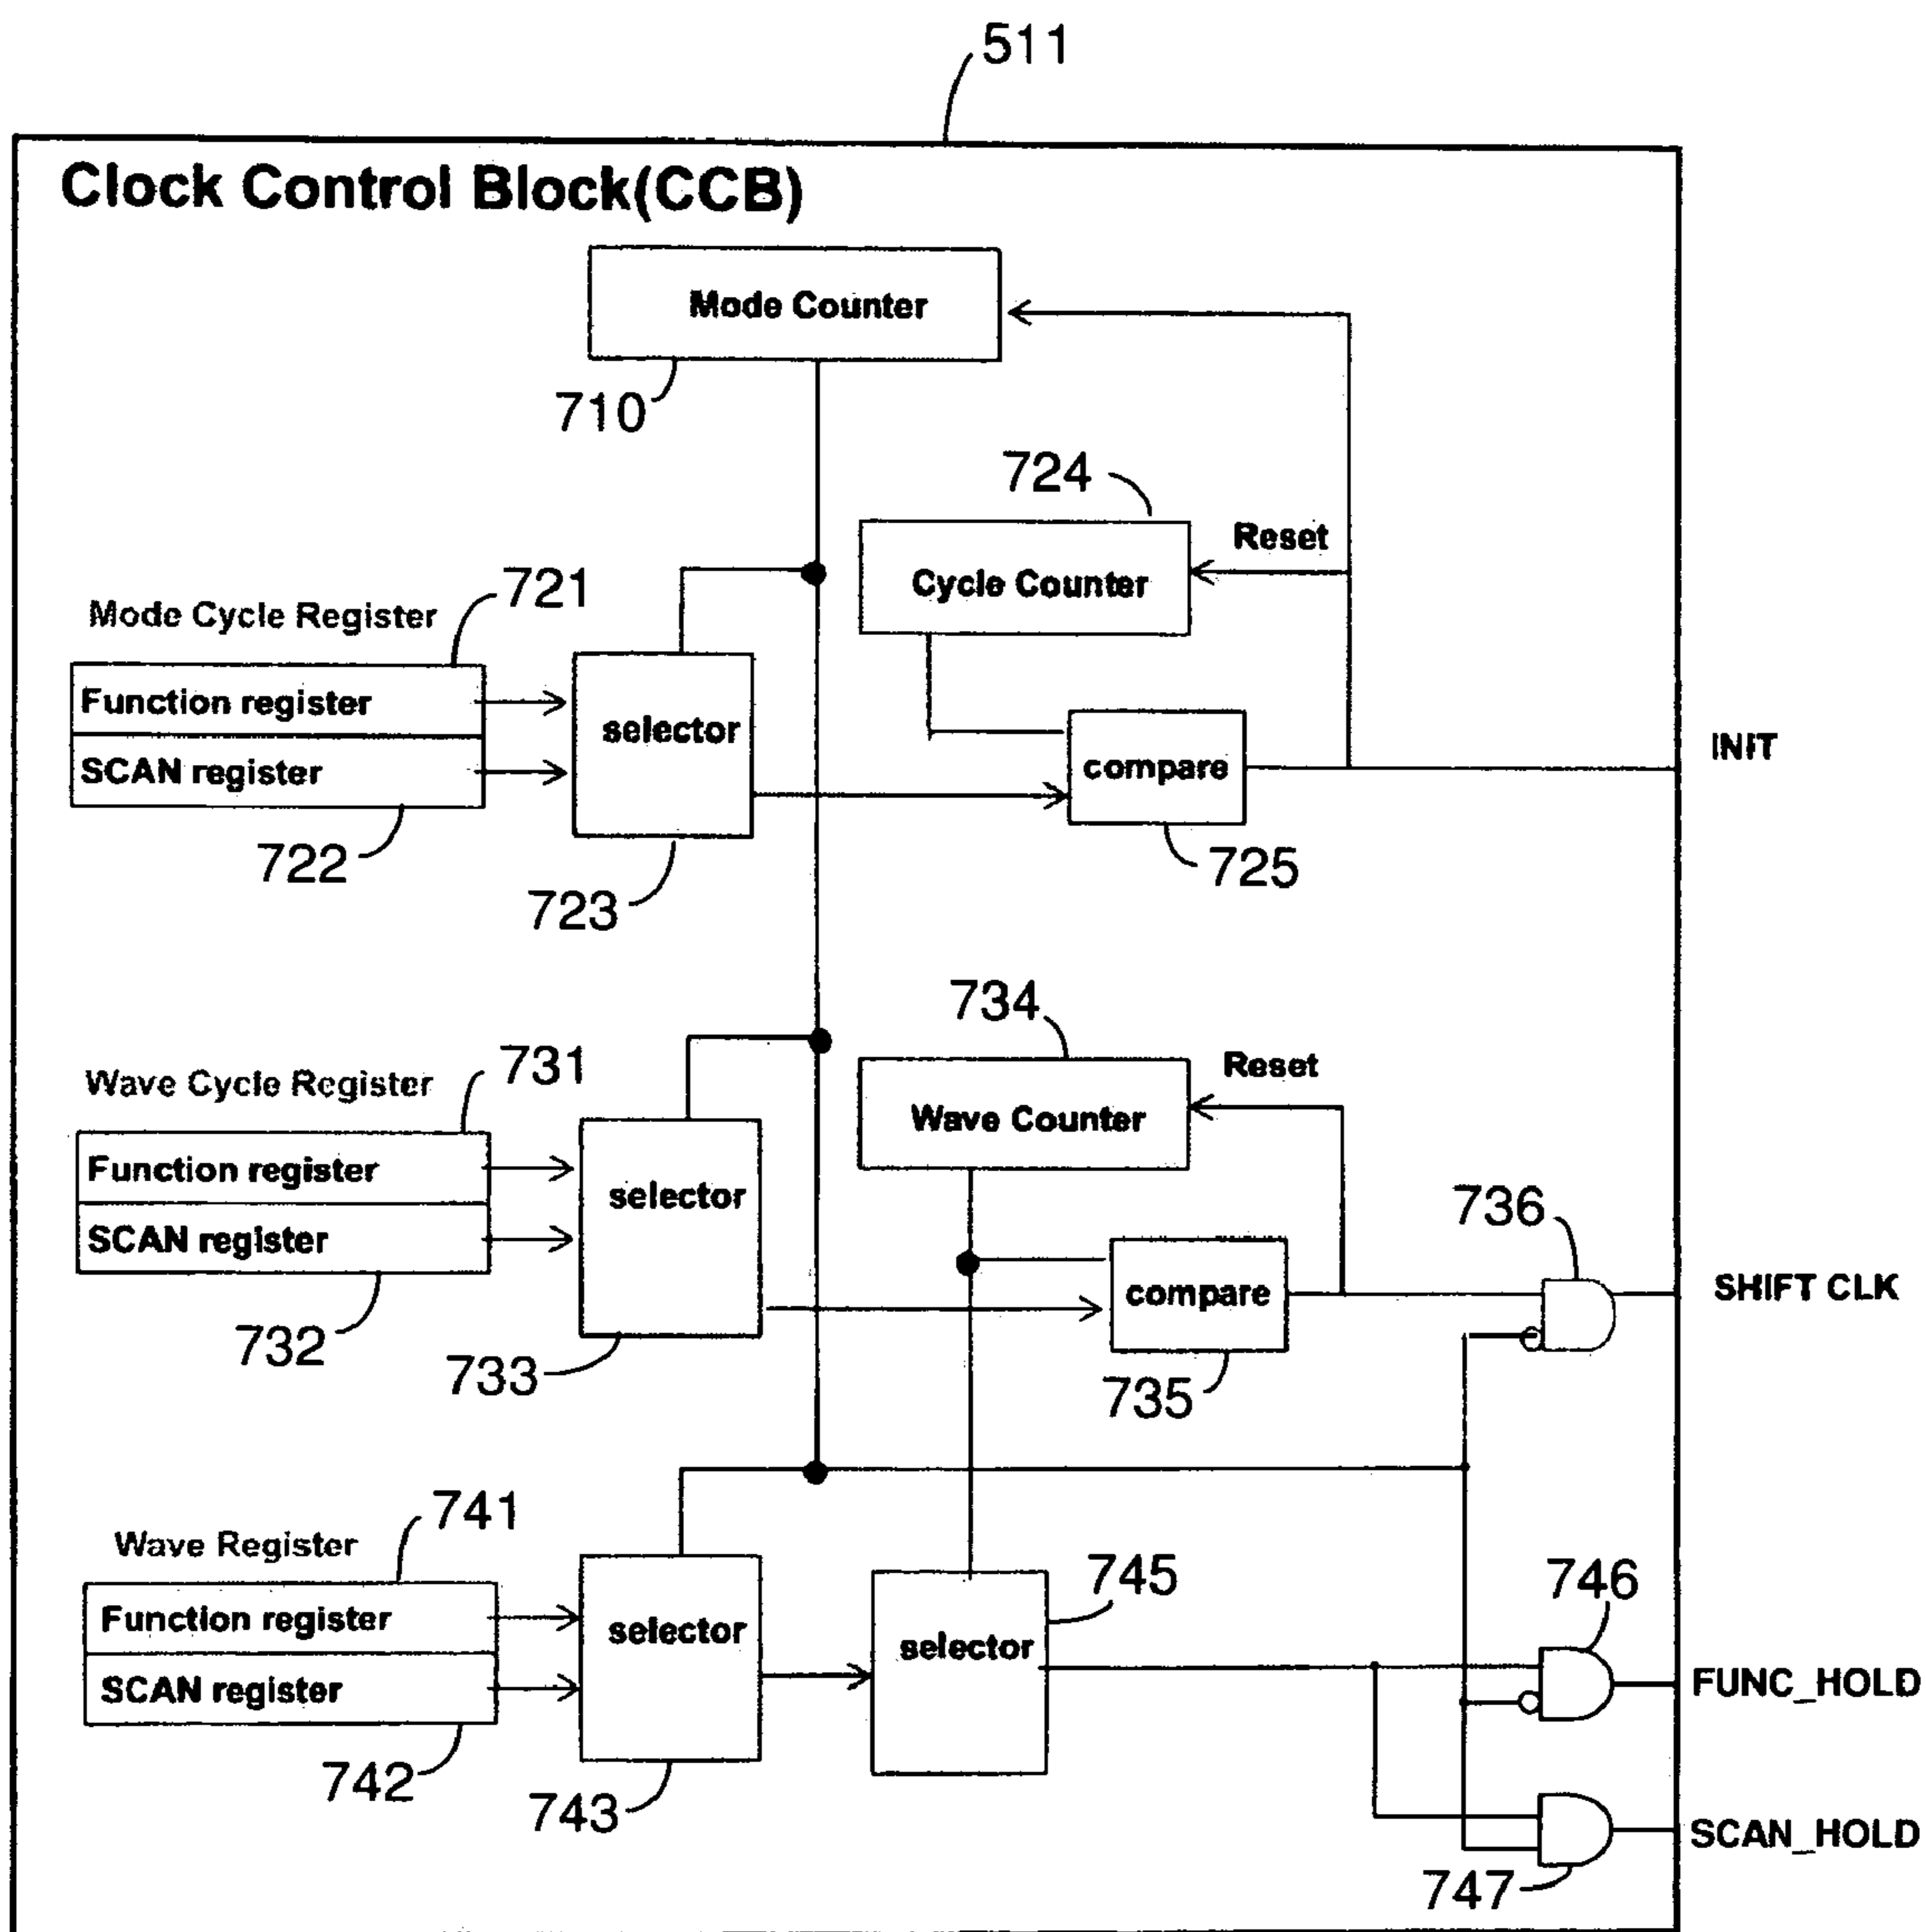 511
Clock Control Block(CCB)
Mode Counter
710
724
Reset
Cycle Counter
Mode Cycle Register
721
Function register
SCAN register
selector
compare
INIT
722
723
725
734
Reset
Wave Cycle Register
731
Wave Counter
Function register
SCAN register
selector
736
compare
SHIFT CLK
732
733
735
Wave Register
741
745
746
Function register
SCAN register
selector
selector
FUNC_HOLD
742
743
SCAN_HOLD
747